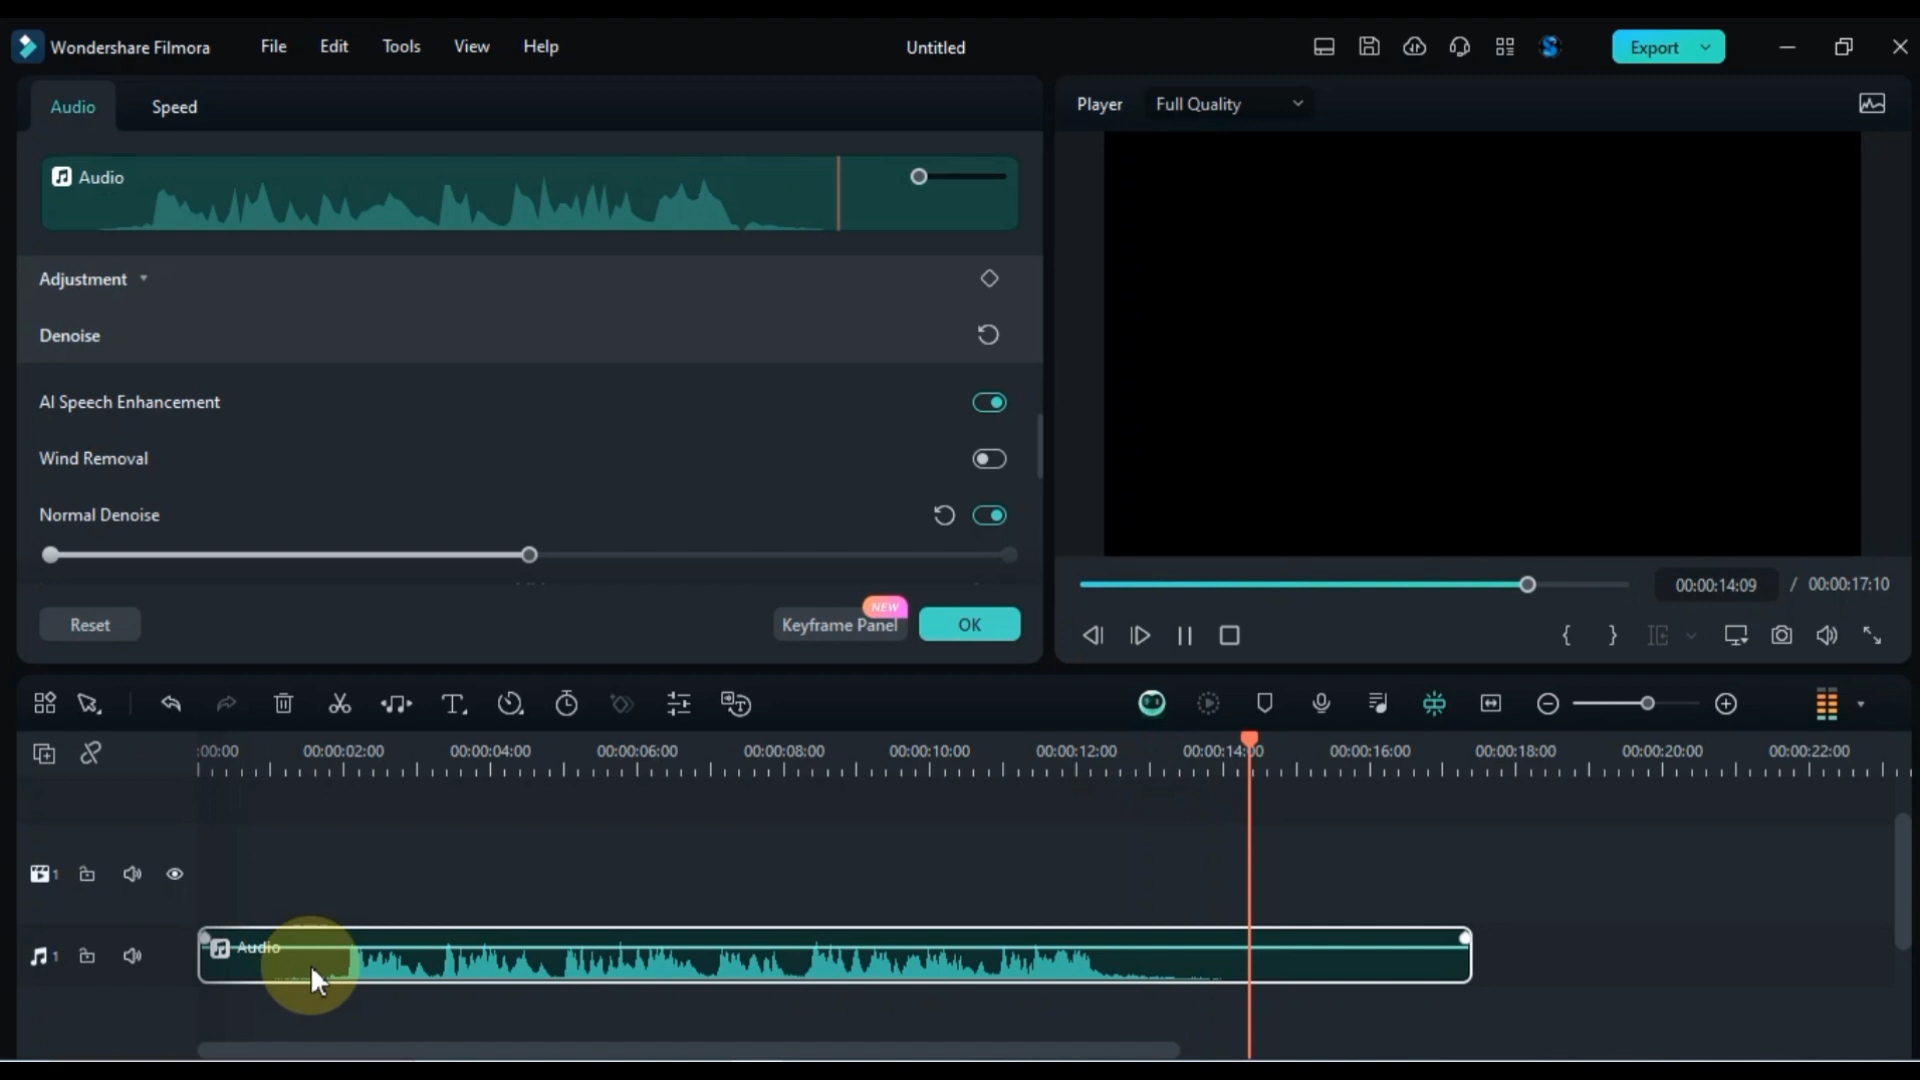 Wondershare Filmora File Edit Tools View Help Untitled Export
Audio Speed
Player Full Quality
Audio
Adjustment
Denoise
AI Speech Enhancement
Wind Removal
Normal Denoise
NEW
Reset Keyframe Panel OK
00:00:14:09 / 00:00:17:10
:00:00 00:00:02:00 00:00:04:00 00:00:06:00 00:00:08:00 00:00:10:00 00:00:12:00 00:00:14:00 00:00:16:00 00:00:18:00 00:00:20:00 00:00:22:00
1
Audio
1